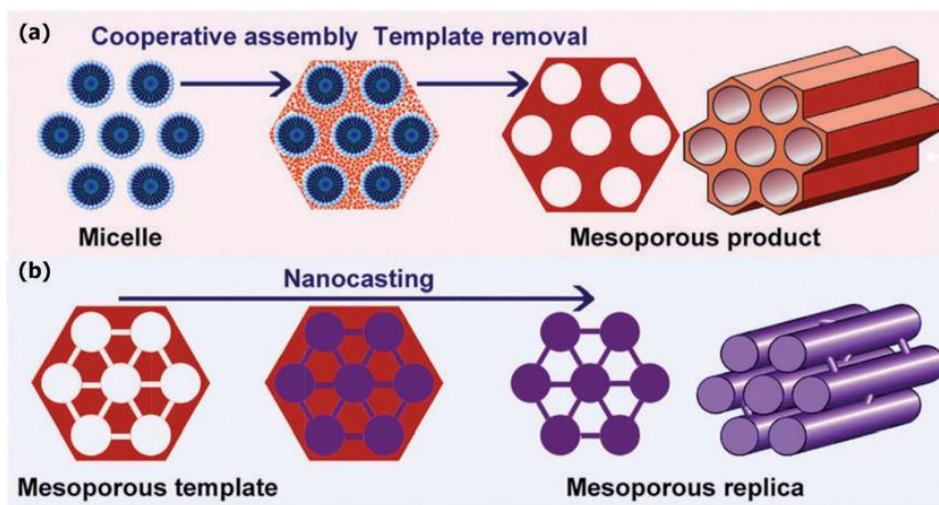 (a)
Cooperative assembly Template removal
Micelle
Mesoporous product
(b)
Nanocasting
Mesoporous template
Mesoporous replica